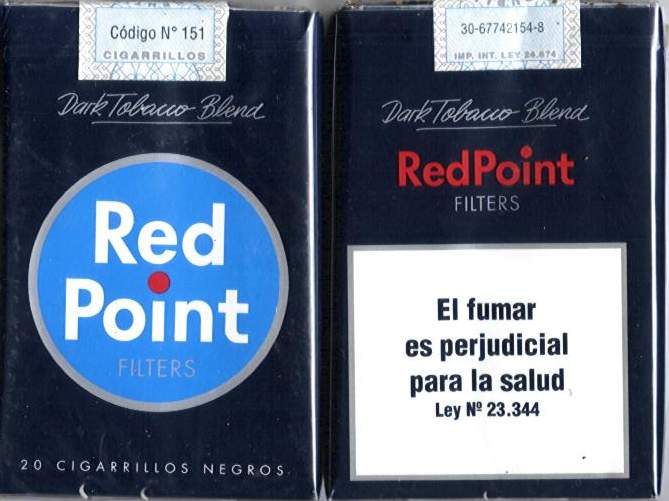 Código N° 151
CIGARRILLOS
Dark Tobacco Blend
Red
Point
FILTERS
20 CIGARRILLOS NEGROS
30-67742154-8
IMP. INT. LEY 24.674
Dark Tobacco Blend
RedPoint
FILTERS
El fumar
es perjudicial
para la salud
Ley Nº 23.344